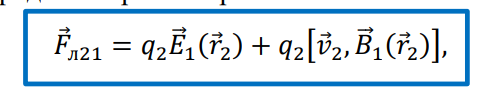 F⃗л21 = q₂E⃗₁(r⃗₂) + q₂[v⃗₂, B⃗₁(r⃗₂)],